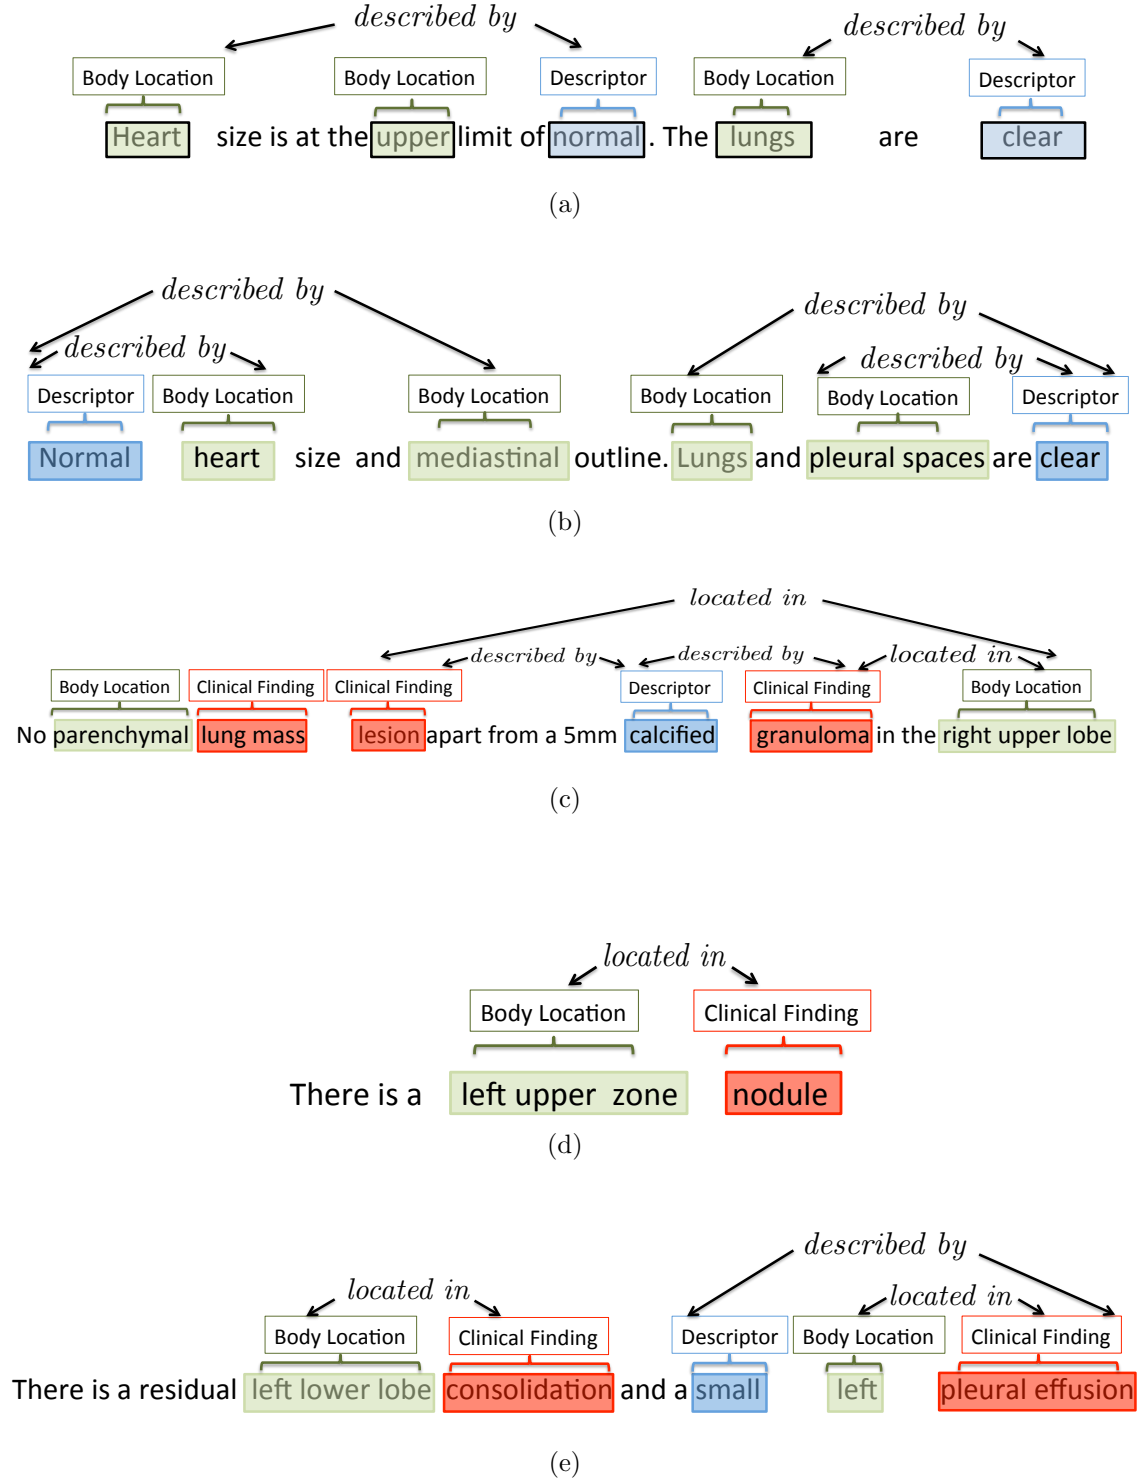 described by
described by
Body Location Body Location Descriptor Body Location Descriptor
Heart size is at the upper limit of normal. The lungs are clear
(a)
described by described by
described by described by
Descriptor Body Location Body Location Body Location Body Location Descriptor
Normal heart size and mediastinal outline. Lungs and pleural spaces are clear
(b)
located in
described by described by located in
Body Location Clinical Finding Clinical Finding Descriptor Clinical Finding Body Location
No parenchymal lung mass lesion apart from a 5mm calcified granuloma in the right upper lobe
(c)
located in
Body Location Clinical Finding
There is a left upper zone nodule
(d)
described by
located in located in
Body Location Clinical Finding Descriptor Body Location Clinical Finding
There is a residual left lower lobe consolidation and a small left pleural effusion
(e)